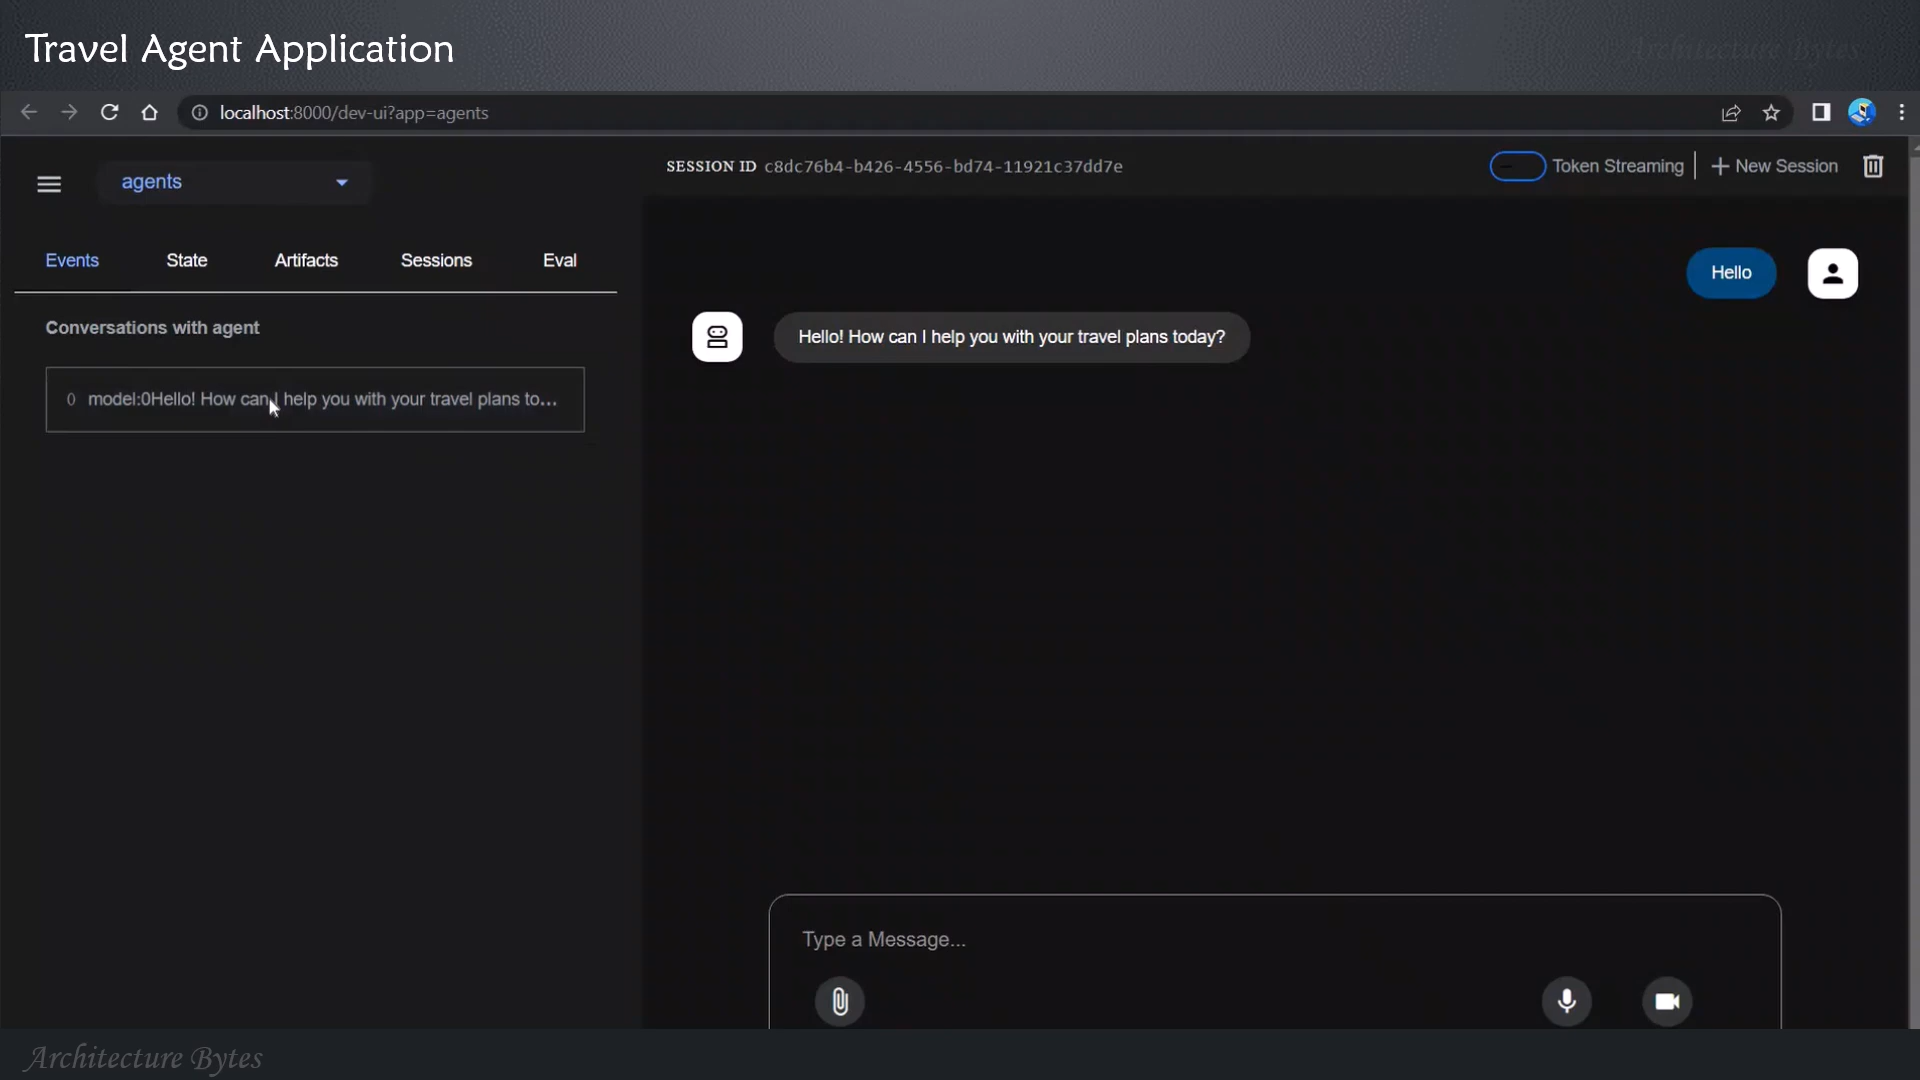 Travel Agent Application
Architecture Bytes
localhost:8000/dev-ui?app=agents
agents
SESSION ID c8dc76b4-b426-4556-bd74-11921c37dd7e
Token Streaming
New Session
Events State Artifacts Sessions Eval
Hello
Conversations with agent
Hello! How can I help you with your travel plans today?
0 model:0Hello! How can I help you with your travel plans to...
Type a Message...
Architecture Bytes